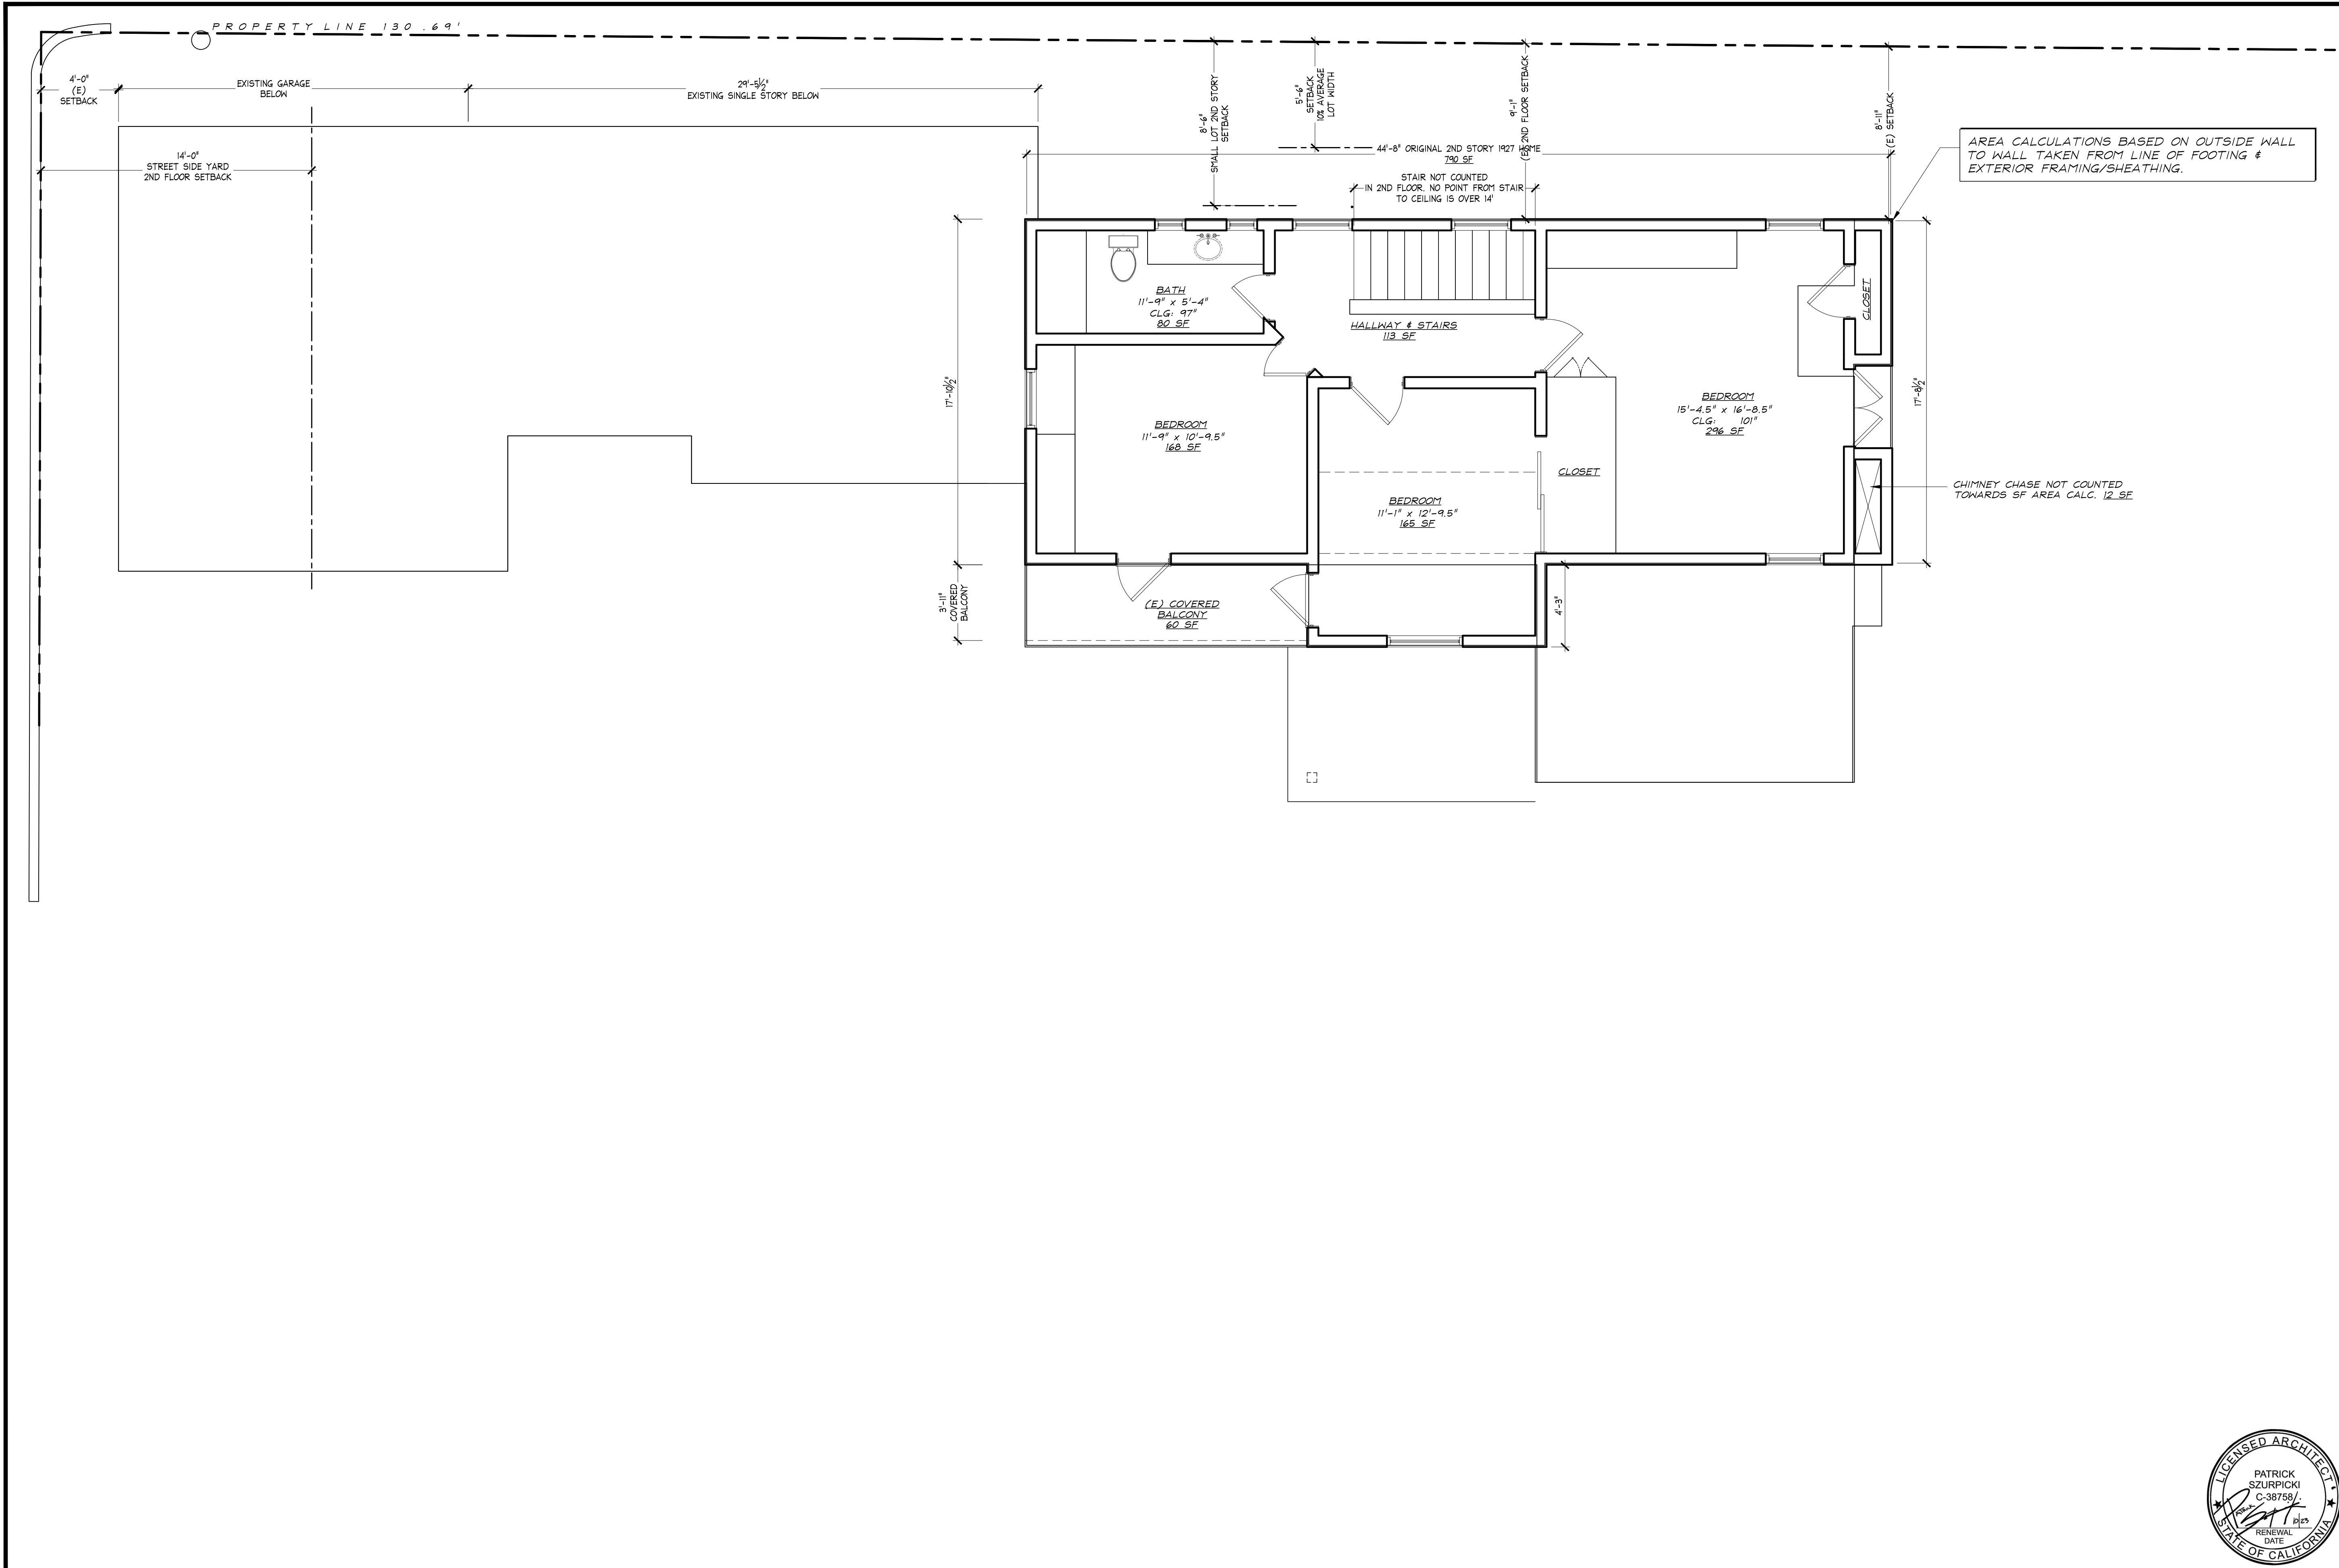 PROPERTY LINE 130.69'
4'-0"
(E)
SETBACK
EXISTING GARAGE
BELOW
29'-5½"
EXISTING SINGLE STORY BELOW
8'-6"
SMALL LOT 2ND STORY
SETBACK
5'-6"
SETBACK
10% AVERAGE
LOT WIDTH
9'-1"
(E) 2ND FLOOR SETBACK
8'-11"
(E) SETBACK
14'-0"
STREET SIDE YARD
2ND FLOOR SETBACK
44'-8" ORIGINAL 2ND STORY 1927 HOME
790 SF
STAIR NOT COUNTED
IN 2ND FLOOR. NO POINT FROM STAIR
TO CEILING IS OVER 14'
AREA CALCULATIONS BASED ON OUTSIDE WALL
TO WALL TAKEN FROM LINE OF FOOTING &
EXTERIOR FRAMING/SHEATHING.
BATH
11'-9" x 5'-4"
CLG: 97"
80 SF
HALLWAY & STAIRS
113 SF
CLOSET
17'-10½"
BEDROOM
11'-9" x 10'-9.5"
168 SF
BEDROOM
15'-4.5" x 16'-8.5"
CLG: 101"
296 SF
17'-8½"
CLOSET
BEDROOM
11'-1" x 12'-9.5"
165 SF
CHIMNEY CHASE NOT COUNTED
TOWARDS SF AREA CALC. 12 SF
3'-11"
COVERED
BALCONY
(E) COVERED
BALCONY
60 SF
4'-3"
LICENSED ARCHITECT
PATRICK
SZURPICKI
C-38758
10/23
RENEWAL
DATE
STATE OF CALIFORNIA